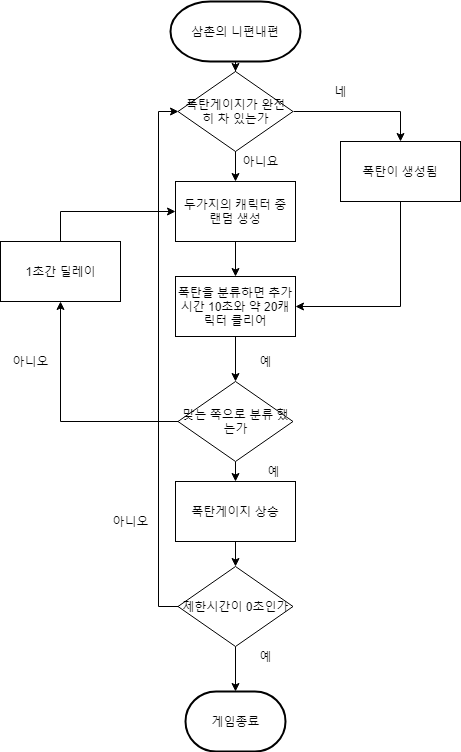 삼촌의 니편내편
폭탄게이지가 완전
히 차 있는가
네
아니요
폭탄이 생성됨
두가지의 캐릭터 중
랜덤 생성
1초간 딜레이
폭탄을 분류하면 추가
시간 10초와 약 20캐
릭터 클리어
아니오
예
맞는 쪽으로 분류 했
는가
예
폭탄게이지 상승
아니오
제한시간이 0초인가
예
게임종료